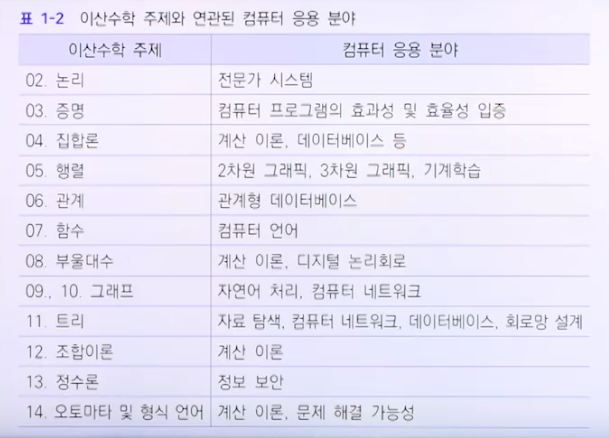 표 1-2 이산수학 주제와 연관된 컴퓨터 응용 분야
이산수학 주제 컴퓨터 응용 분야
02. 논리 전문가 시스템
03. 증명 컴퓨터 프로그램의 효과성 및 효율성 입증
04. 집합론 계산 이론, 데이터베이스 등
05. 행렬 2차원 그래픽, 3차원 그래픽, 기계학습
06. 관계 관계형 데이터베이스
07. 함수 컴퓨터 언어
08. 부울대수 계산 이론, 디지털 논리회로
09., 10. 그래프 자연어 처리, 컴퓨터 네트워크
11. 트리 자료 탐색, 컴퓨터 네트워크, 데이터베이스, 회로망 설계
12. 조합이론 계산 이론
13. 정수론 정보 보안
14. 오토마타 및 형식 언어 계산 이론, 문제 해결 가능성